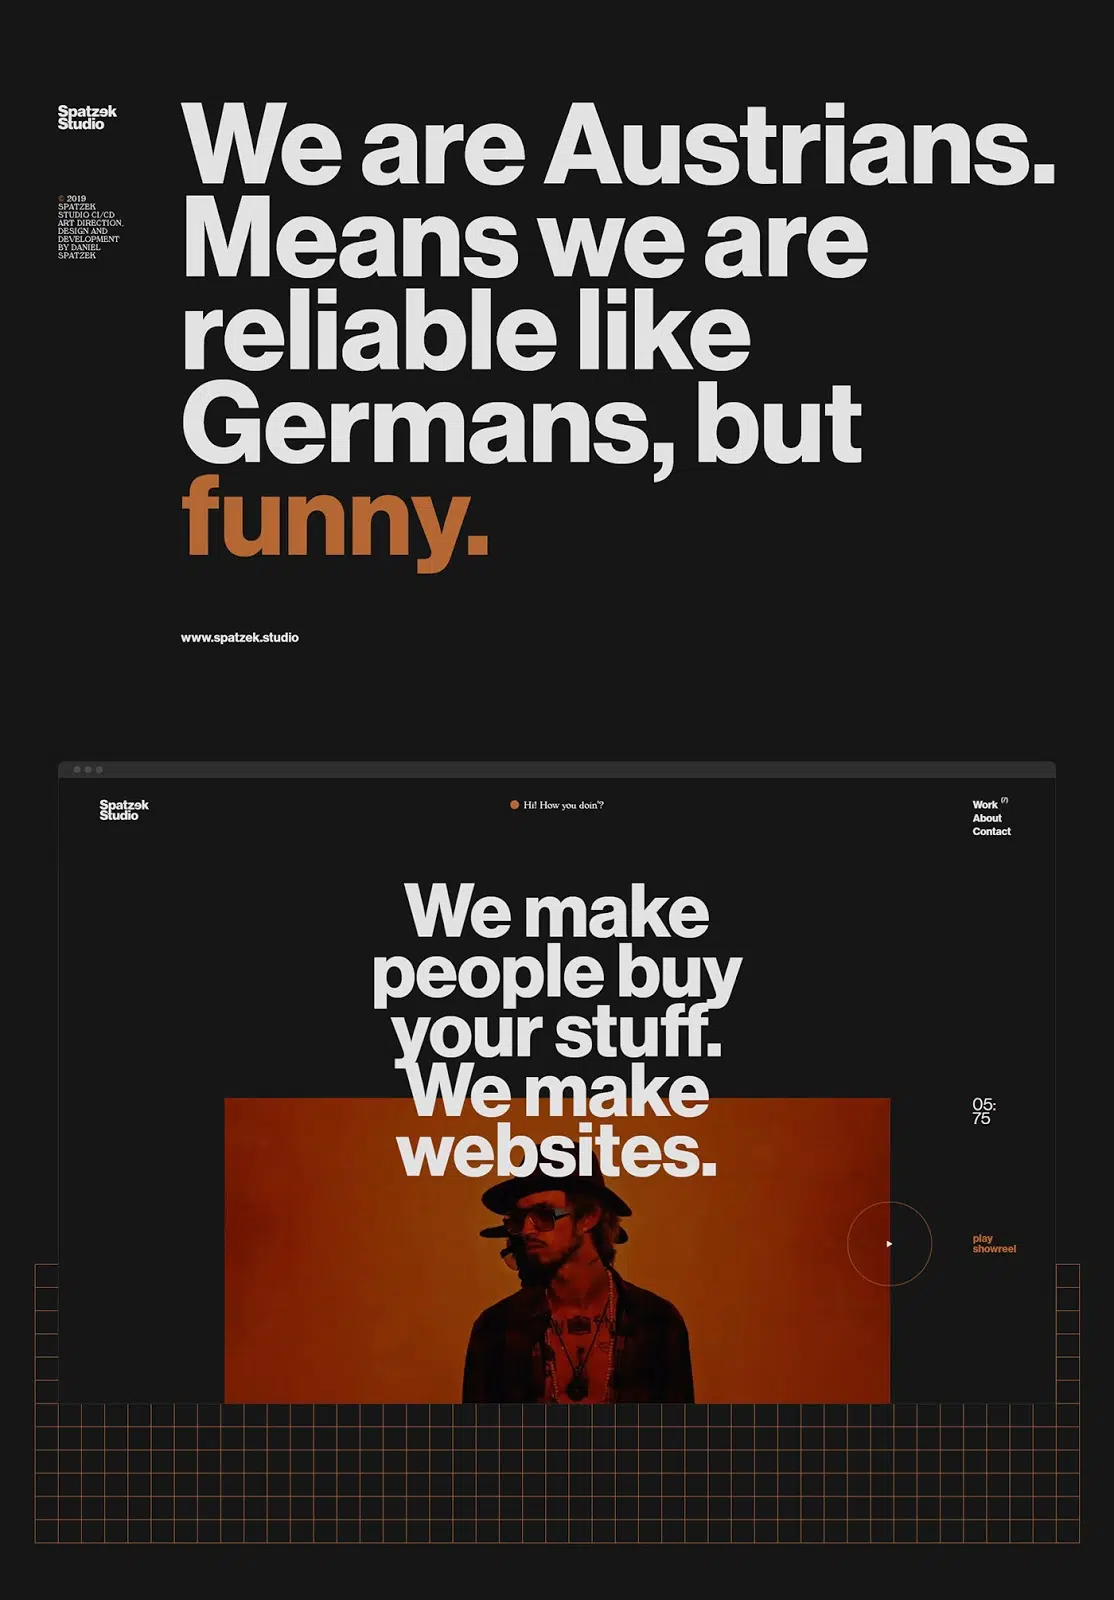 Spatzek
Studio
© 2019
SPATZEK
STUDIO CI/CD
ART DIRECTION,
DESIGN AND
DEVELOPMENT
BY DANIEL
SPATZEK
We are Austrians.
Means we are
reliable like
Germans, but
funny.
www.spatzek.studio
Spatzek
Studio
Hi! How you doin'?
Work (7)
About
Contact
We make
people buy
your stuff.
We make
websites.
05:
75
play
showreel